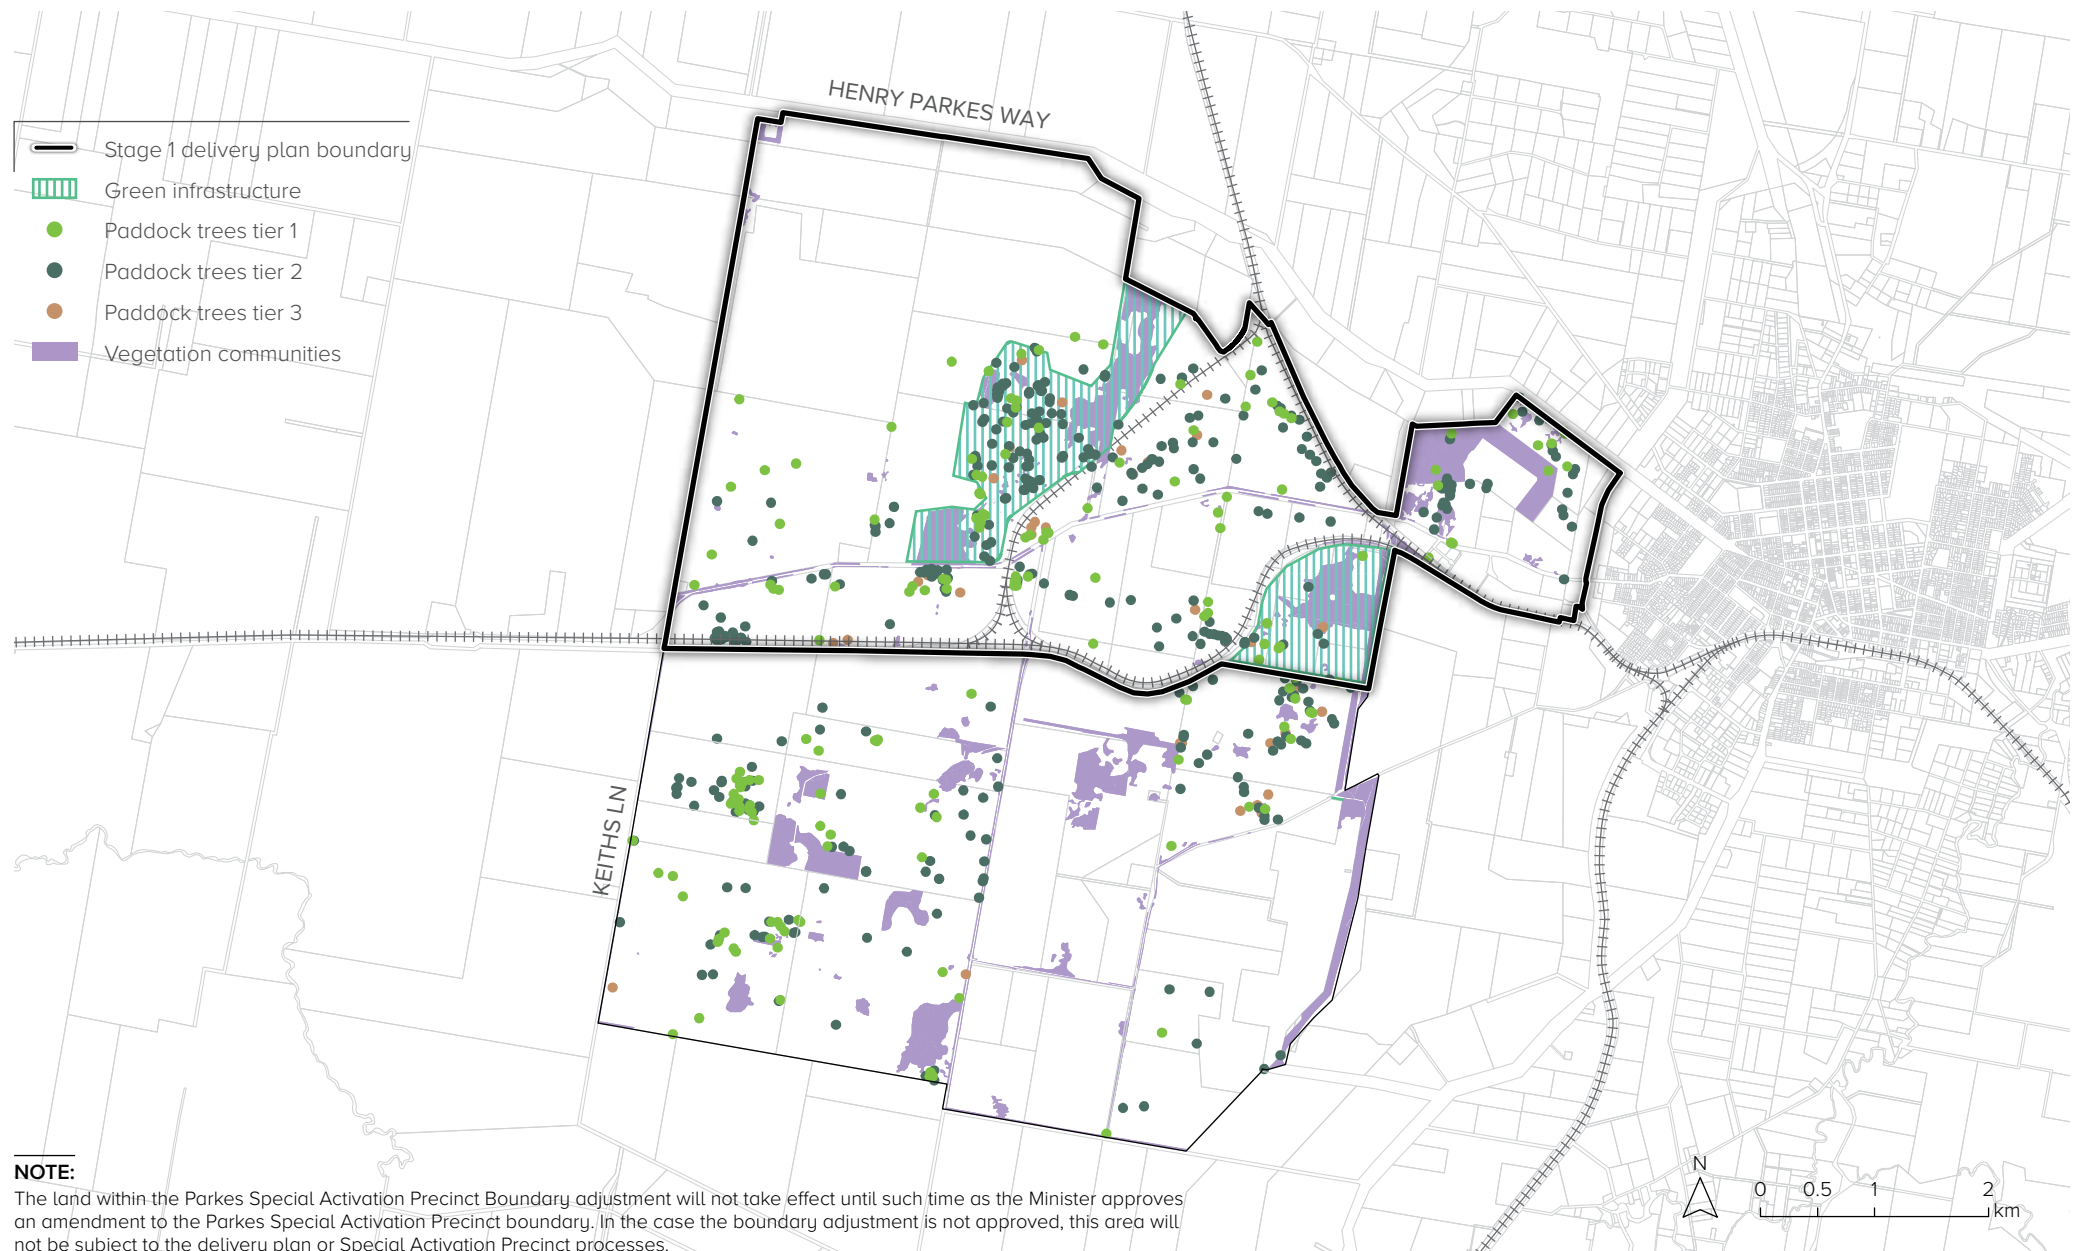 HENRY PARKES WAY
Stage 1 delivery plan boundary
Green infrastructure
Paddock trees tier 1
Paddock trees tier 2
Paddock trees tier 3
Vegetation communities
KEITHS LN
N
0 0.5 1 2
km
NOTE:
The land within the Parkes Special Activation Precinct Boundary adjustment will not take effect until such time as the Minister approves
an amendment to the Parkes Special Activation Precinct boundary. In the case the boundary adjustment is not approved, this area will
not be subject to the delivery plan or Special Activation Precinct processes.